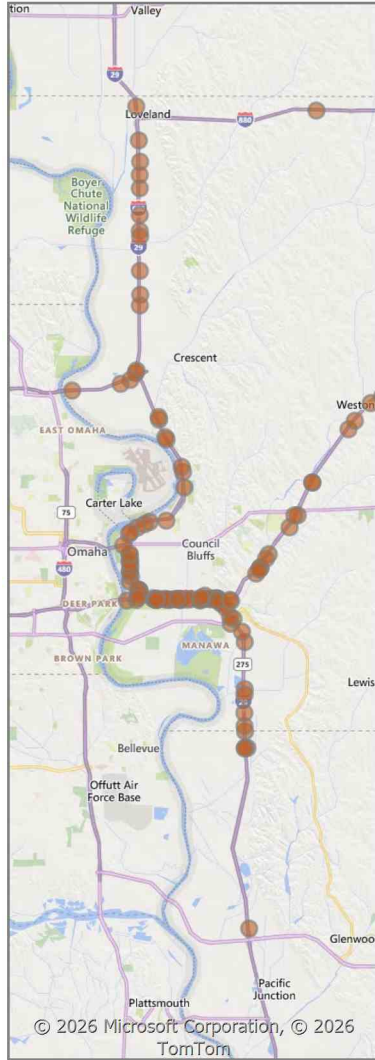 tion
Valley
29
Loveland
880
Boyer
Chute
National
Wildlife
Refuge
29
Crescent
Weston
EAST OMAHA
Carter Lake
75
Omaha
Council
Bluffs
480
DEER PARK
MANAWA
BROWN PARK
275
Lewis
Bellevue
Offutt Air
Force Base
Glenwoo
Pacific
Junction
Plattsmouth
© 2026 Microsoft Corporation, © 2026
TomTom